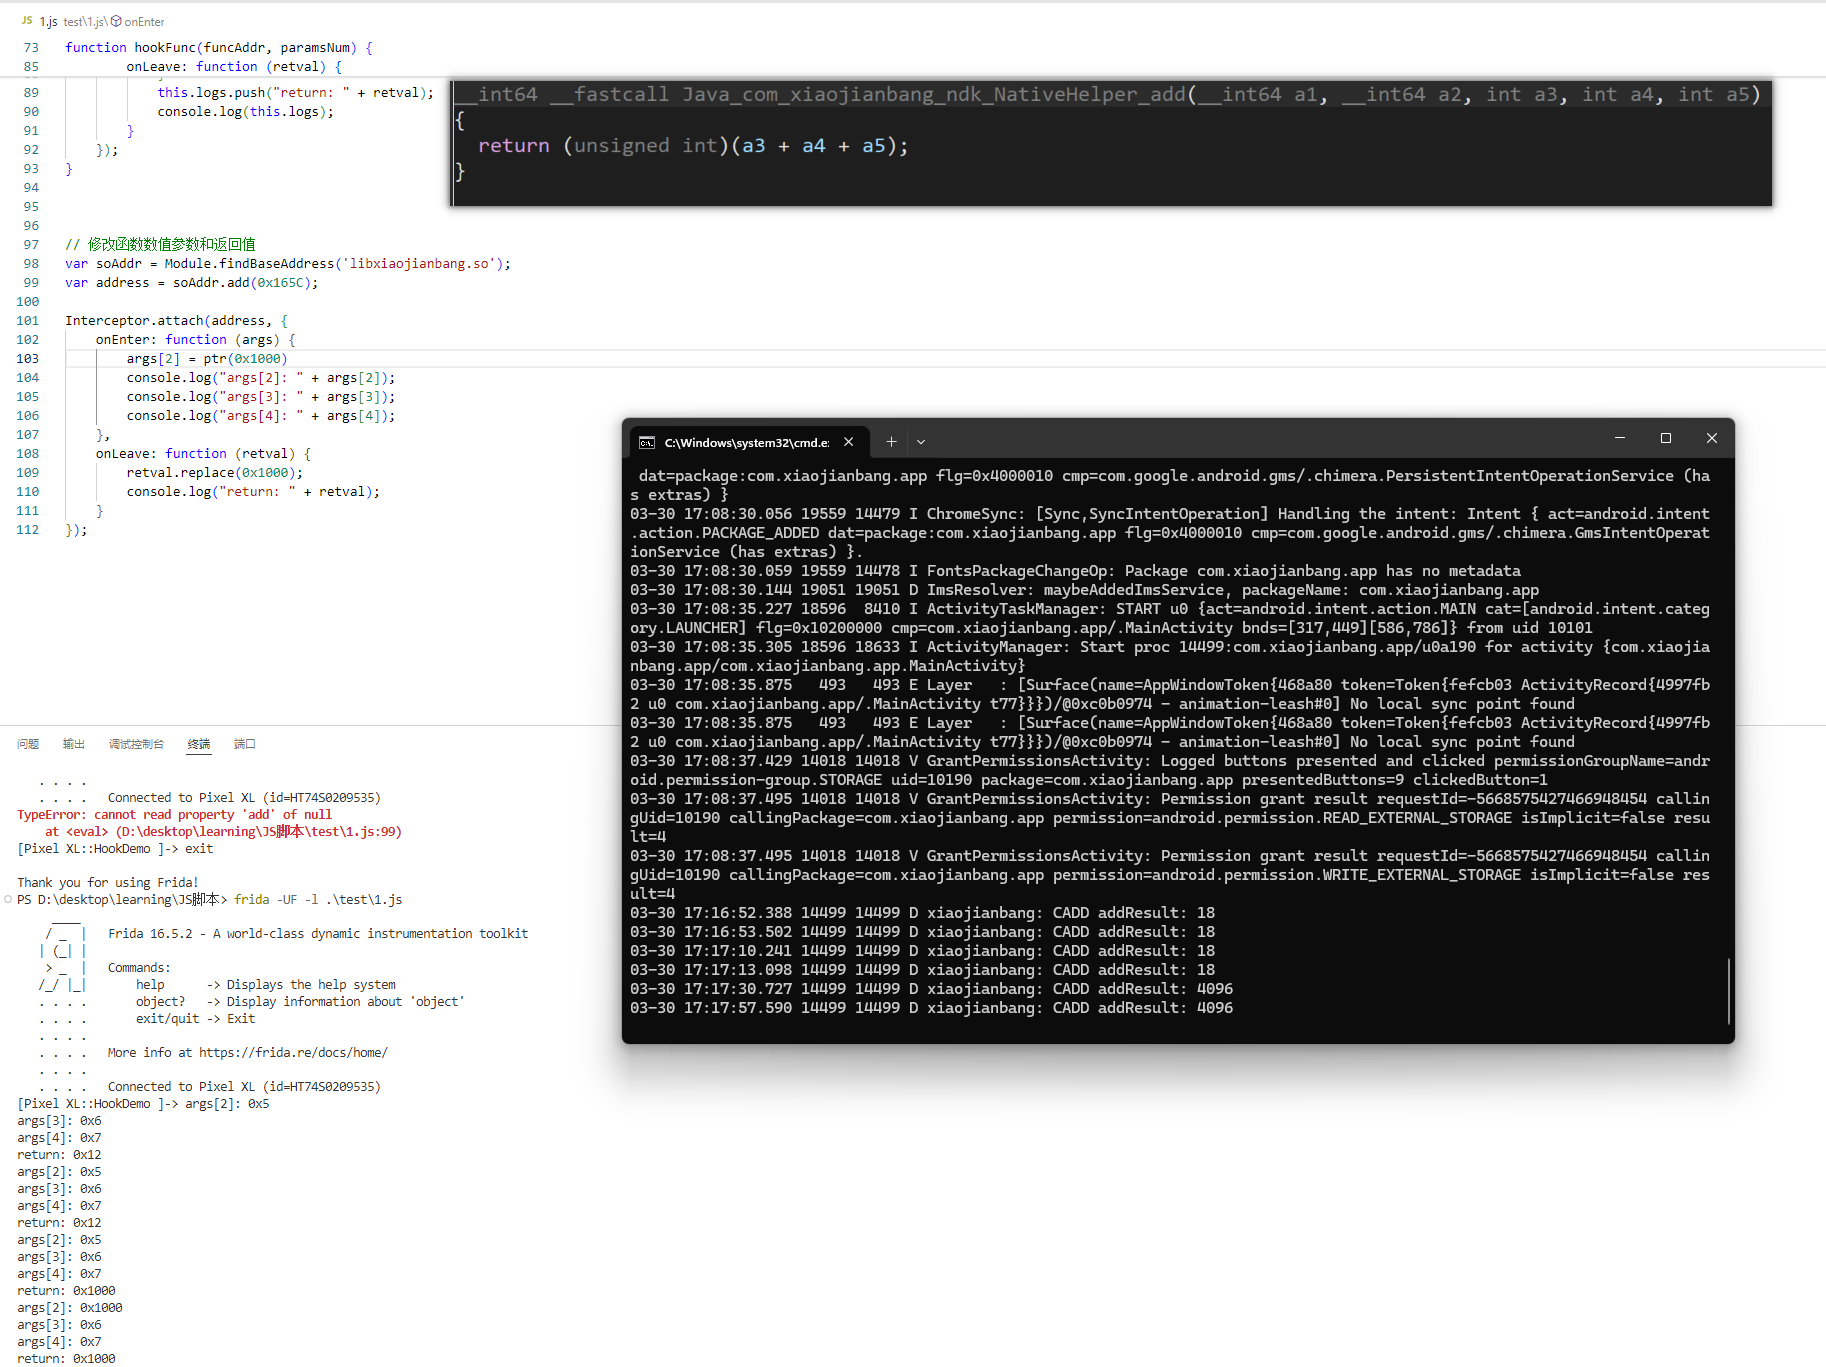 JS 1.js test\1.js\ onEnter
73 function hookFunc(funcAddr, paramsNum) {
85 onLeave: function (retval) {
89 this.logs.push("return: " + retval);
90 console.log(this.logs);
91 }
92 });
93 }
94
95
96
97 // 修改函数数值参数和返回值
98 var soAddr = Module.findBaseAddress('libxiaojianbang.so');
99 var address = soAddr.add(0x165C);
100
101 Interceptor.attach(address, {
102 onEnter: function (args) {
103 args[2] = ptr(0x1000)
104 console.log("args[2]: " + args[2]);
105 console.log("args[3]: " + args[3]);
106 console.log("args[4]: " + args[4]);
107 },
108 onLeave: function (retval) {
109 retval.replace(0x1000);
110 console.log("return: " + retval);
111 }
112 });
__int64 __fastcall Java_com_xiaojianbang_ndk_NativeHelper_add(__int64 a1, __int64 a2, int a3, int a4, int a5)
{
return (unsigned int)(a3 + a4 + a5);
}
C:\Windows\system32\cmd.e:
dat=package:com.xiaojianbang.app flg=0x4000010 cmp=com.google.android.gms/.chimera.PersistentIntentOperationService (ha
s extras) }
03-30 17:08:30.056 19559 14479 I ChromeSync: [Sync,SyncIntentOperation] Handling the intent: Intent { act=android.intent
.action.PACKAGE_ADDED dat=package:com.xiaojianbang.app flg=0x4000010 cmp=com.google.android.gms/.chimera.GmsIntentOperat
ionService (has extras) }.
03-30 17:08:30.059 19559 14478 I FontsPackageChangeOp: Package com.xiaojianbang.app has no metadata
03-30 17:08:30.144 19051 19051 D ImsResolver: maybeAddedImsService, packageName: com.xiaojianbang.app
03-30 17:08:35.227 18596  8410 I ActivityTaskManager: START u0 {act=android.intent.action.MAIN cat=[android.intent.categ
ory.LAUNCHER] flg=0x10200000 cmp=com.xiaojianbang.app/.MainActivity bnds=[317,449][586,786]} from uid 10101
03-30 17:08:35.305 18596 18633 I ActivityManager: Start proc 14499:com.xiaojianbang.app/u0a190 for activity {com.xiaojia
nbang.app/com.xiaojianbang.app.MainActivity}
03-30 17:08:35.875   493   493 E Layer   : [Surface(name=AppWindowToken{468a80 token=Token{fefcb03 ActivityRecord{4997fb
2 u0 com.xiaojianbang.app/.MainActivity t77}}})/@0xc0b0974 - animation-leash#0] No local sync point found
03-30 17:08:35.875   493   493 E Layer   : [Surface(name=AppWindowToken{468a80 token=Token{fefcb03 ActivityRecord{4997fb
2 u0 com.xiaojianbang.app/.MainActivity t77}}})/@0xc0b0974 - animation-leash#0] No local sync point found
03-30 17:08:37.429 14018 14018 V GrantPermissionsActivity: Logged buttons presented and clicked permissionGroupName=andr
oid.permission-group.STORAGE uid=10190 package=com.xiaojianbang.app presentedButtons=9 clickedButton=1
03-30 17:08:37.495 14018 14018 V GrantPermissionsActivity: Permission grant result requestId=-5668575427466948454 callin
gUid=10190 callingPackage=com.xiaojianbang.app permission=android.permission.READ_EXTERNAL_STORAGE isImplicit=false resu
lt=4
03-30 17:08:37.495 14018 14018 V GrantPermissionsActivity: Permission grant result requestId=-5668575427466948454 callin
gUid=10190 callingPackage=com.xiaojianbang.app permission=android.permission.WRITE_EXTERNAL_STORAGE isImplicit=false res
ult=4
03-30 17:16:52.388 14499 14499 D xiaojianbang: CADD addResult: 18
03-30 17:16:53.502 14499 14499 D xiaojianbang: CADD addResult: 18
03-30 17:17:10.241 14499 14499 D xiaojianbang: CADD addResult: 18
03-30 17:17:13.098 14499 14499 D xiaojianbang: CADD addResult: 18
03-30 17:17:30.727 14499 14499 D xiaojianbang: CADD addResult: 4096
03-30 17:17:57.590 14499 14499 D xiaojianbang: CADD addResult: 4096
问题 输出 调试控制台 终端 端口
. . . .
. . . . Connected to Pixel XL (id=HT74S0209535)
TypeError: cannot read property 'add' of null
at <eval> (D:\desktop\learning\JS脚本\test\1.js:99)
[Pixel XL::HookDemo ]-> exit
Thank you for using Frida!
PS D:\desktop\learning\JS脚本> frida -UF -l .\test\1.js
____
/ _  | Frida 16.5.2 - A world-class dynamic instrumentation toolkit
| (_| |
> _  | Commands:
/_/ |_| help -> Displays the help system
. . . . object? -> Display information about 'object'
. . . . exit/quit -> Exit
. . . .
. . . . More info at https://frida.re/docs/home/
. . . .
. . . . Connected to Pixel XL (id=HT74S0209535)
[Pixel XL::HookDemo ]-> args[2]: 0x5
args[3]: 0x6
args[4]: 0x7
return: 0x12
args[2]: 0x5
args[3]: 0x6
args[4]: 0x7
return: 0x12
args[2]: 0x5
args[3]: 0x6
args[4]: 0x7
return: 0x1000
args[2]: 0x1000
args[3]: 0x6
args[4]: 0x7
return: 0x1000